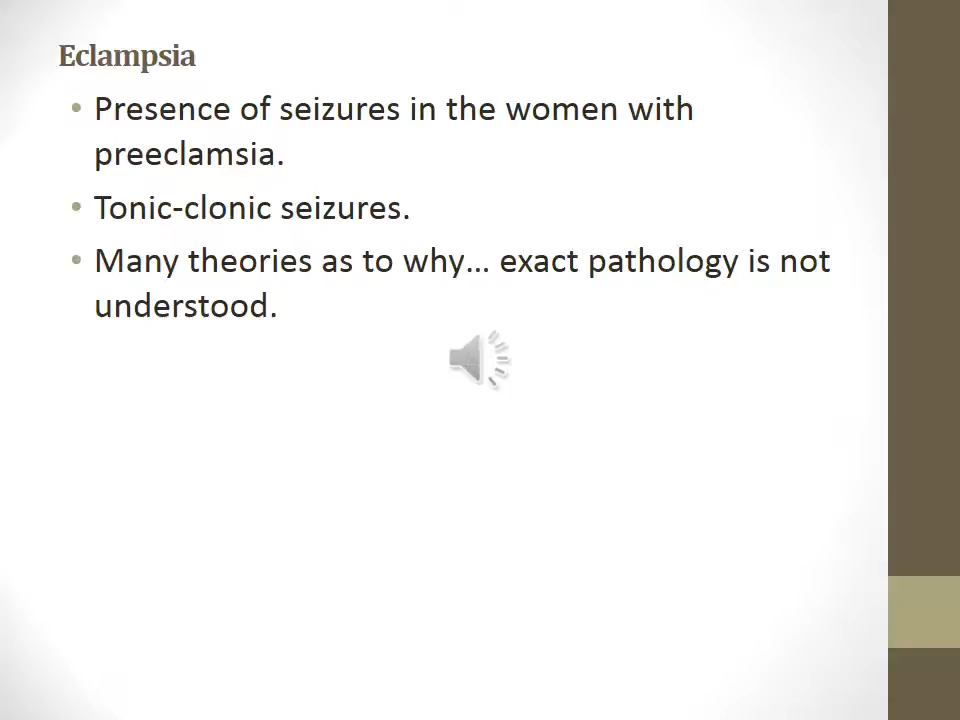 Eclampsia
• Presence of seizures in the women with
preeclamsia.
• Tonic-clonic seizures.
• Many theories as to why... exact pathology is not
understood.